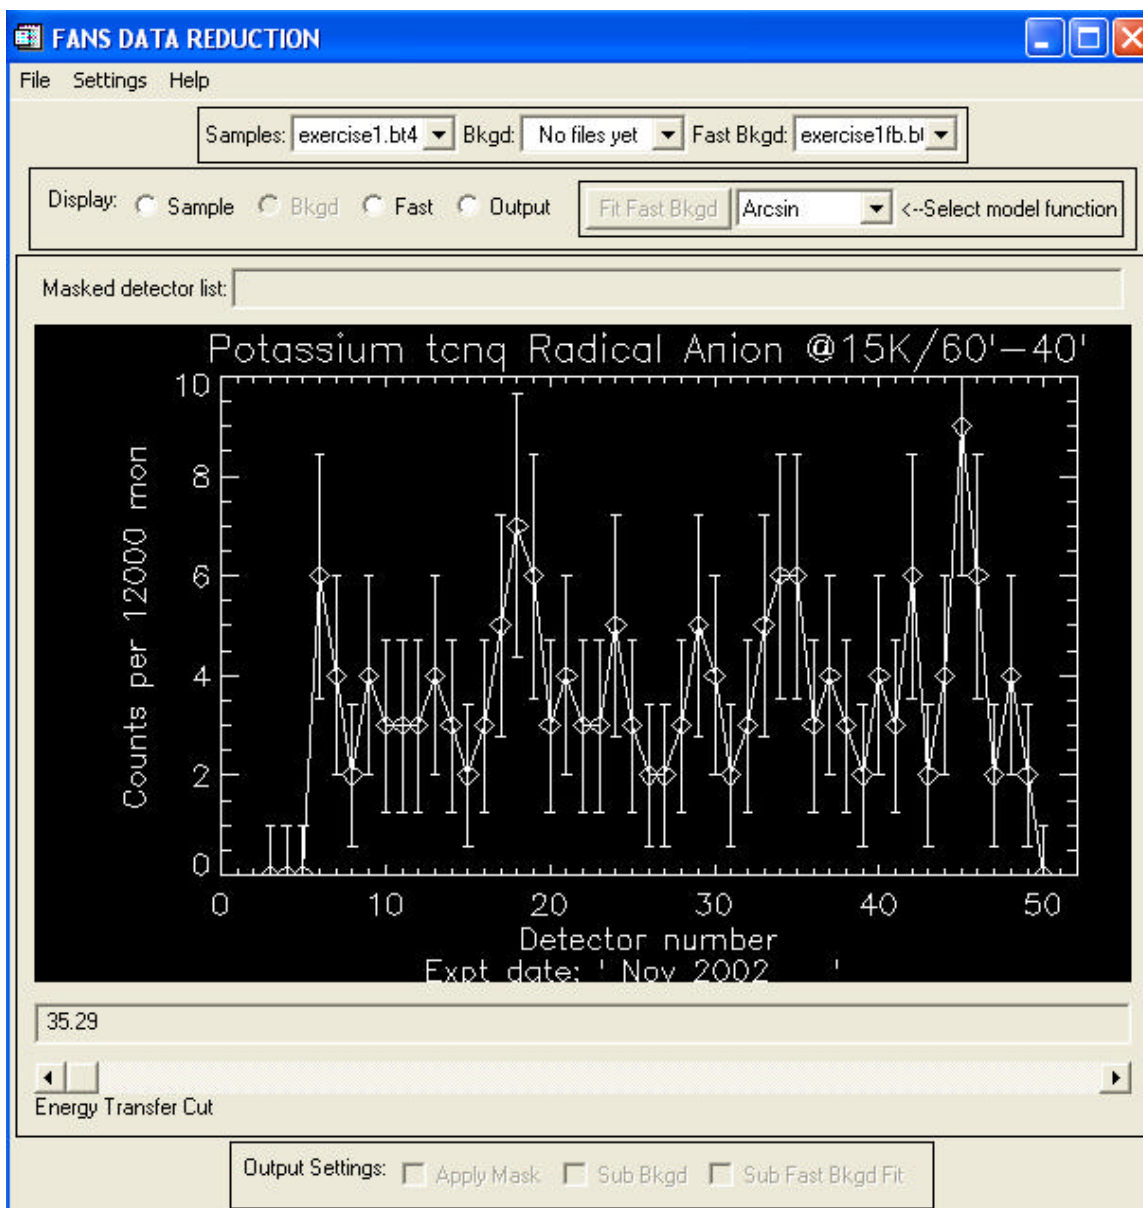 FANS DATA REDUCTION
File Settings Help
Samples: exercise1.bt4 Bkgd: No files yet Fast Bkgd: exercise1fb.bt
Display: Sample Bkgd Fast Output Fit Fast Bkgd Arcsin <--Select model function
Masked detector list:
Potassium tcnq Radical Anion @15K/60'-40'
10
8
6
4
2
0
Counts per 12000 mon
0 10 20 30 40 50
Detector number
Expt date: ' Nov 2002 '
35.29
Energy Transfer Cut
Output Settings: Apply Mask Sub Bkgd Sub Fast Bkgd Fit